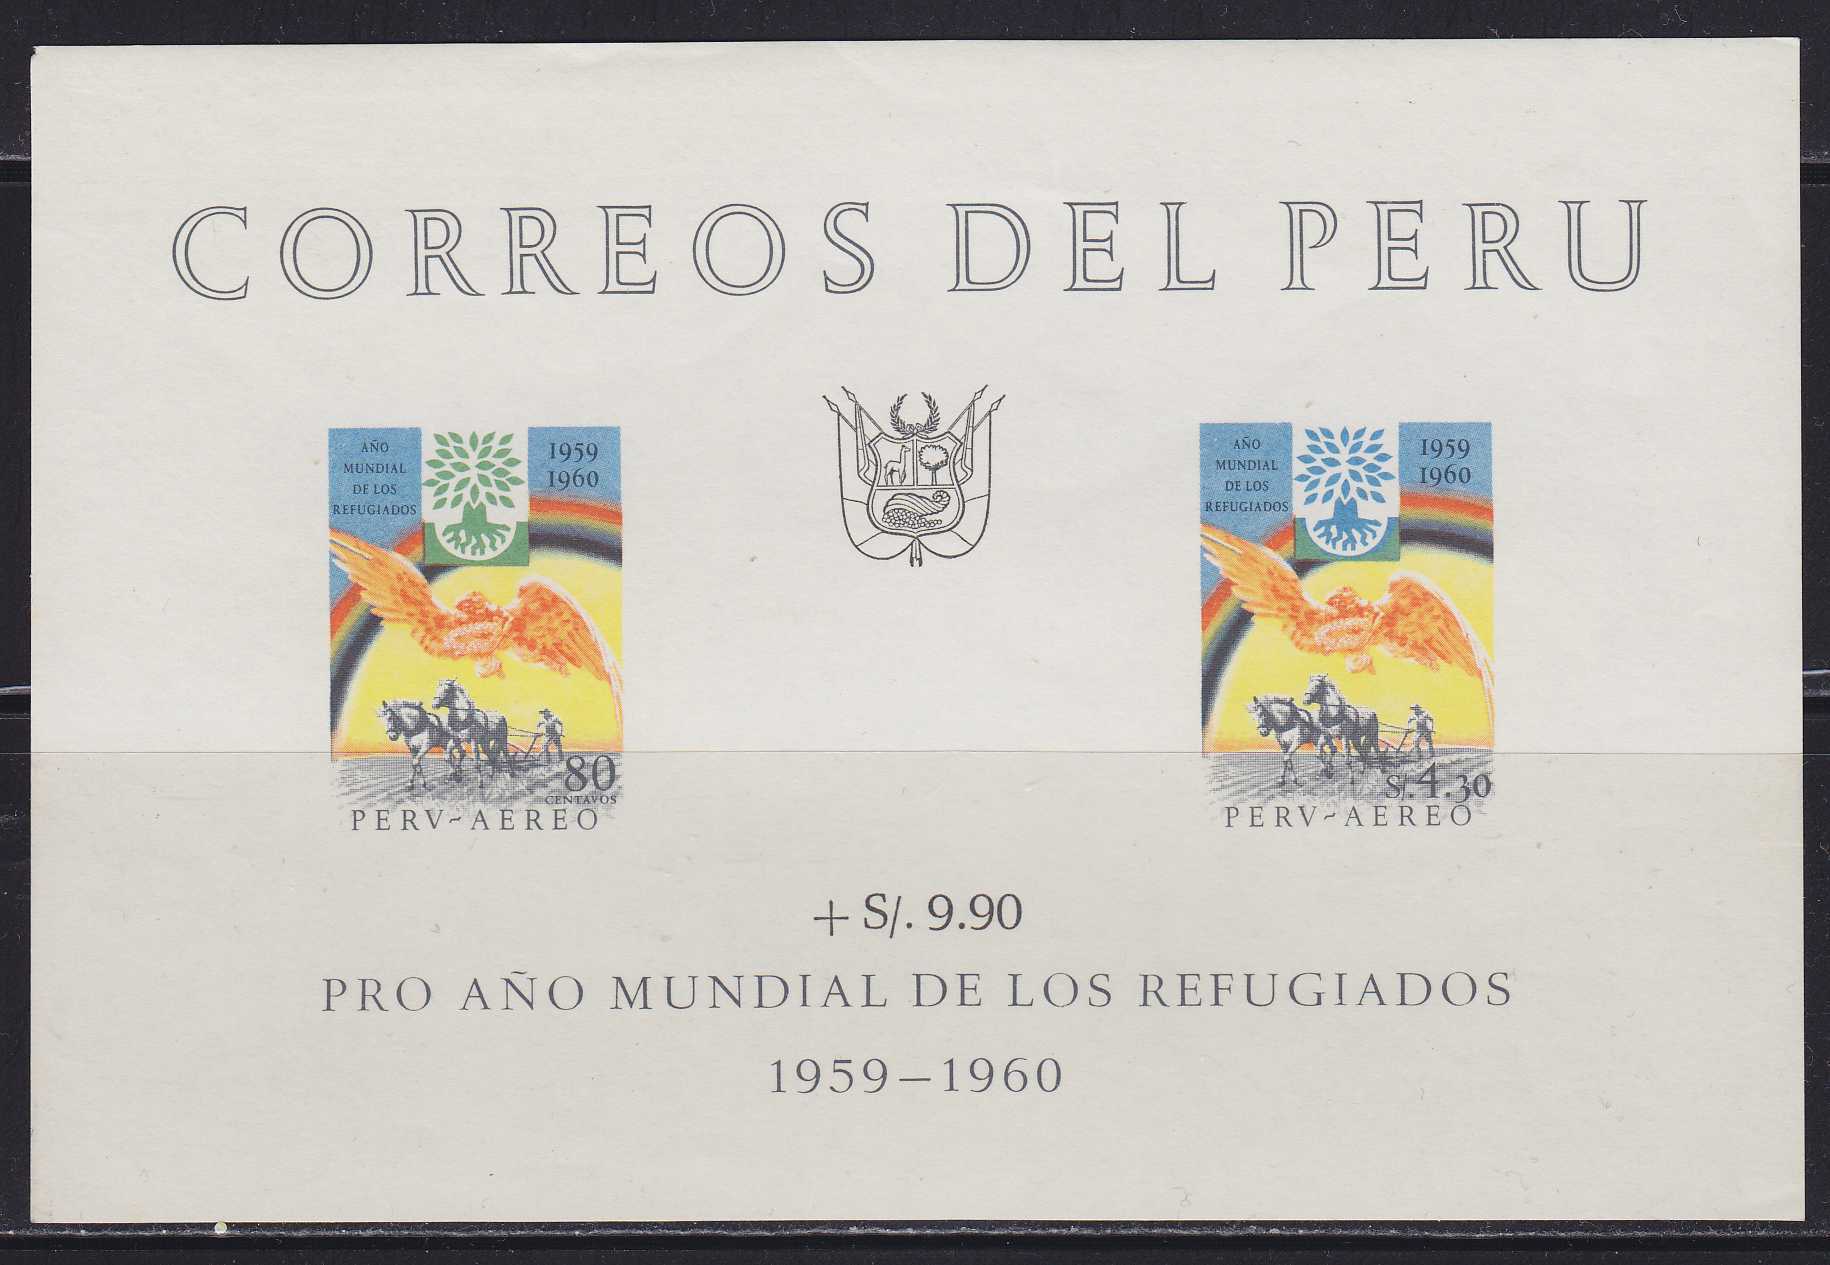 CORREOS DEL PERU
AÑO
MUNDIAL
DE LOS
REFUGIADOS
1959
1960
80
CENTAVOS
PERV~AEREO
AÑO
MUNDIAL
DE LOS
REFUGIADOS
1959
1960
S/.4.30
PERV~AEREO
+ S/. 9.90
PRO AÑO MUNDIAL DE LOS REFUGIADOS
1959–1960